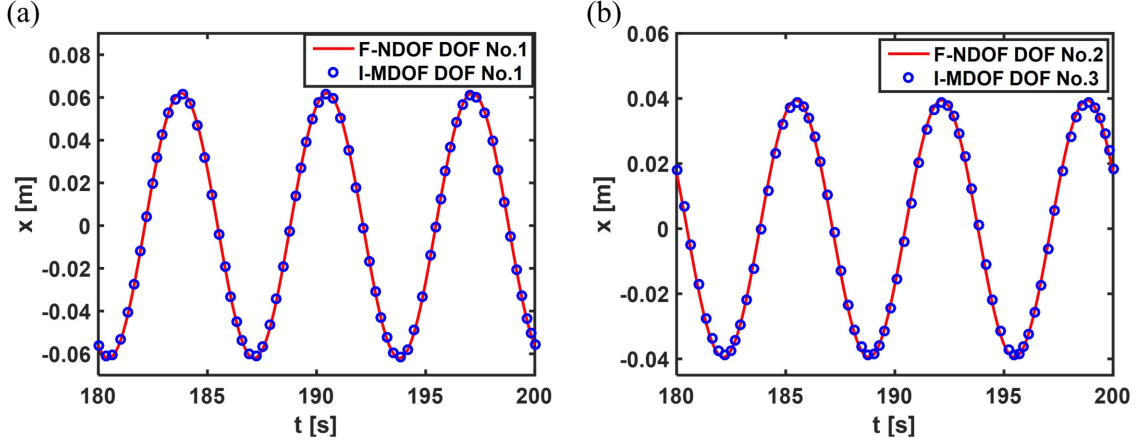 (a)
F-NDOF DOF No.1
I-MDOF DOF No.1
0.08
0.06
0.04
0.02
0
-0.02
-0.04
-0.06
x [m]
180 185 190 195 200
t [s]
(b)
F-NDOF DOF No.2
I-MDOF DOF No.3
0.06
0.04
0.02
0
-0.02
-0.04
x [m]
180 185 190 195 200
t [s]